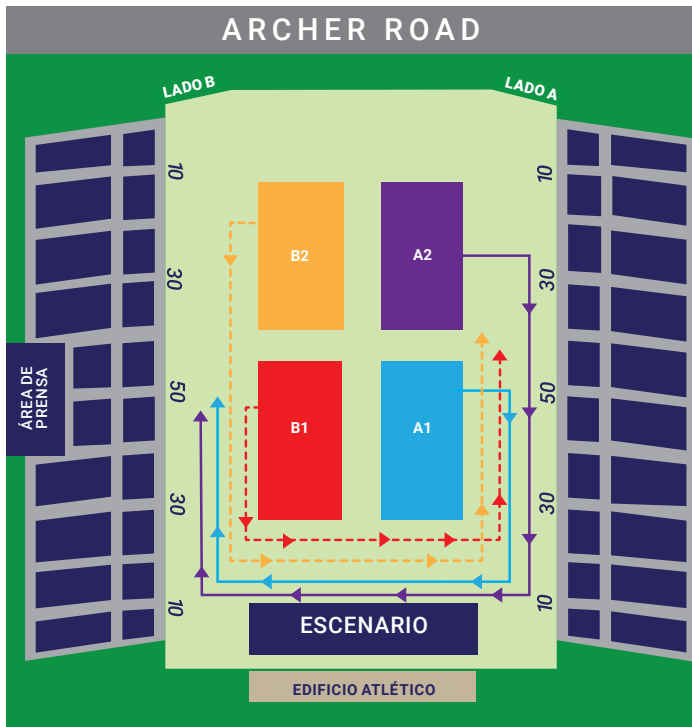 ARCHER ROAD
LADO B
LADO A
10
10
B2
A2
30
30
ÁREA DE
PRENSA
50
50
B1
A1
30
30
10
10
ESCENARIO
EDIFICIO ATLÉTICO